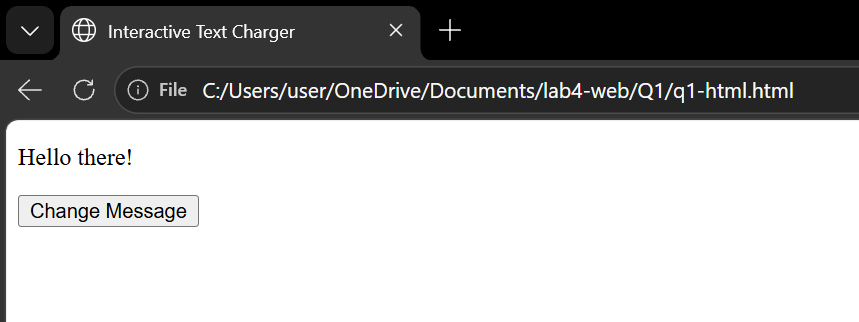 Interactive Text Charger
File C:/Users/user/OneDrive/Documents/lab4-web/Q1/q1-html.html
Hello there!
Change Message